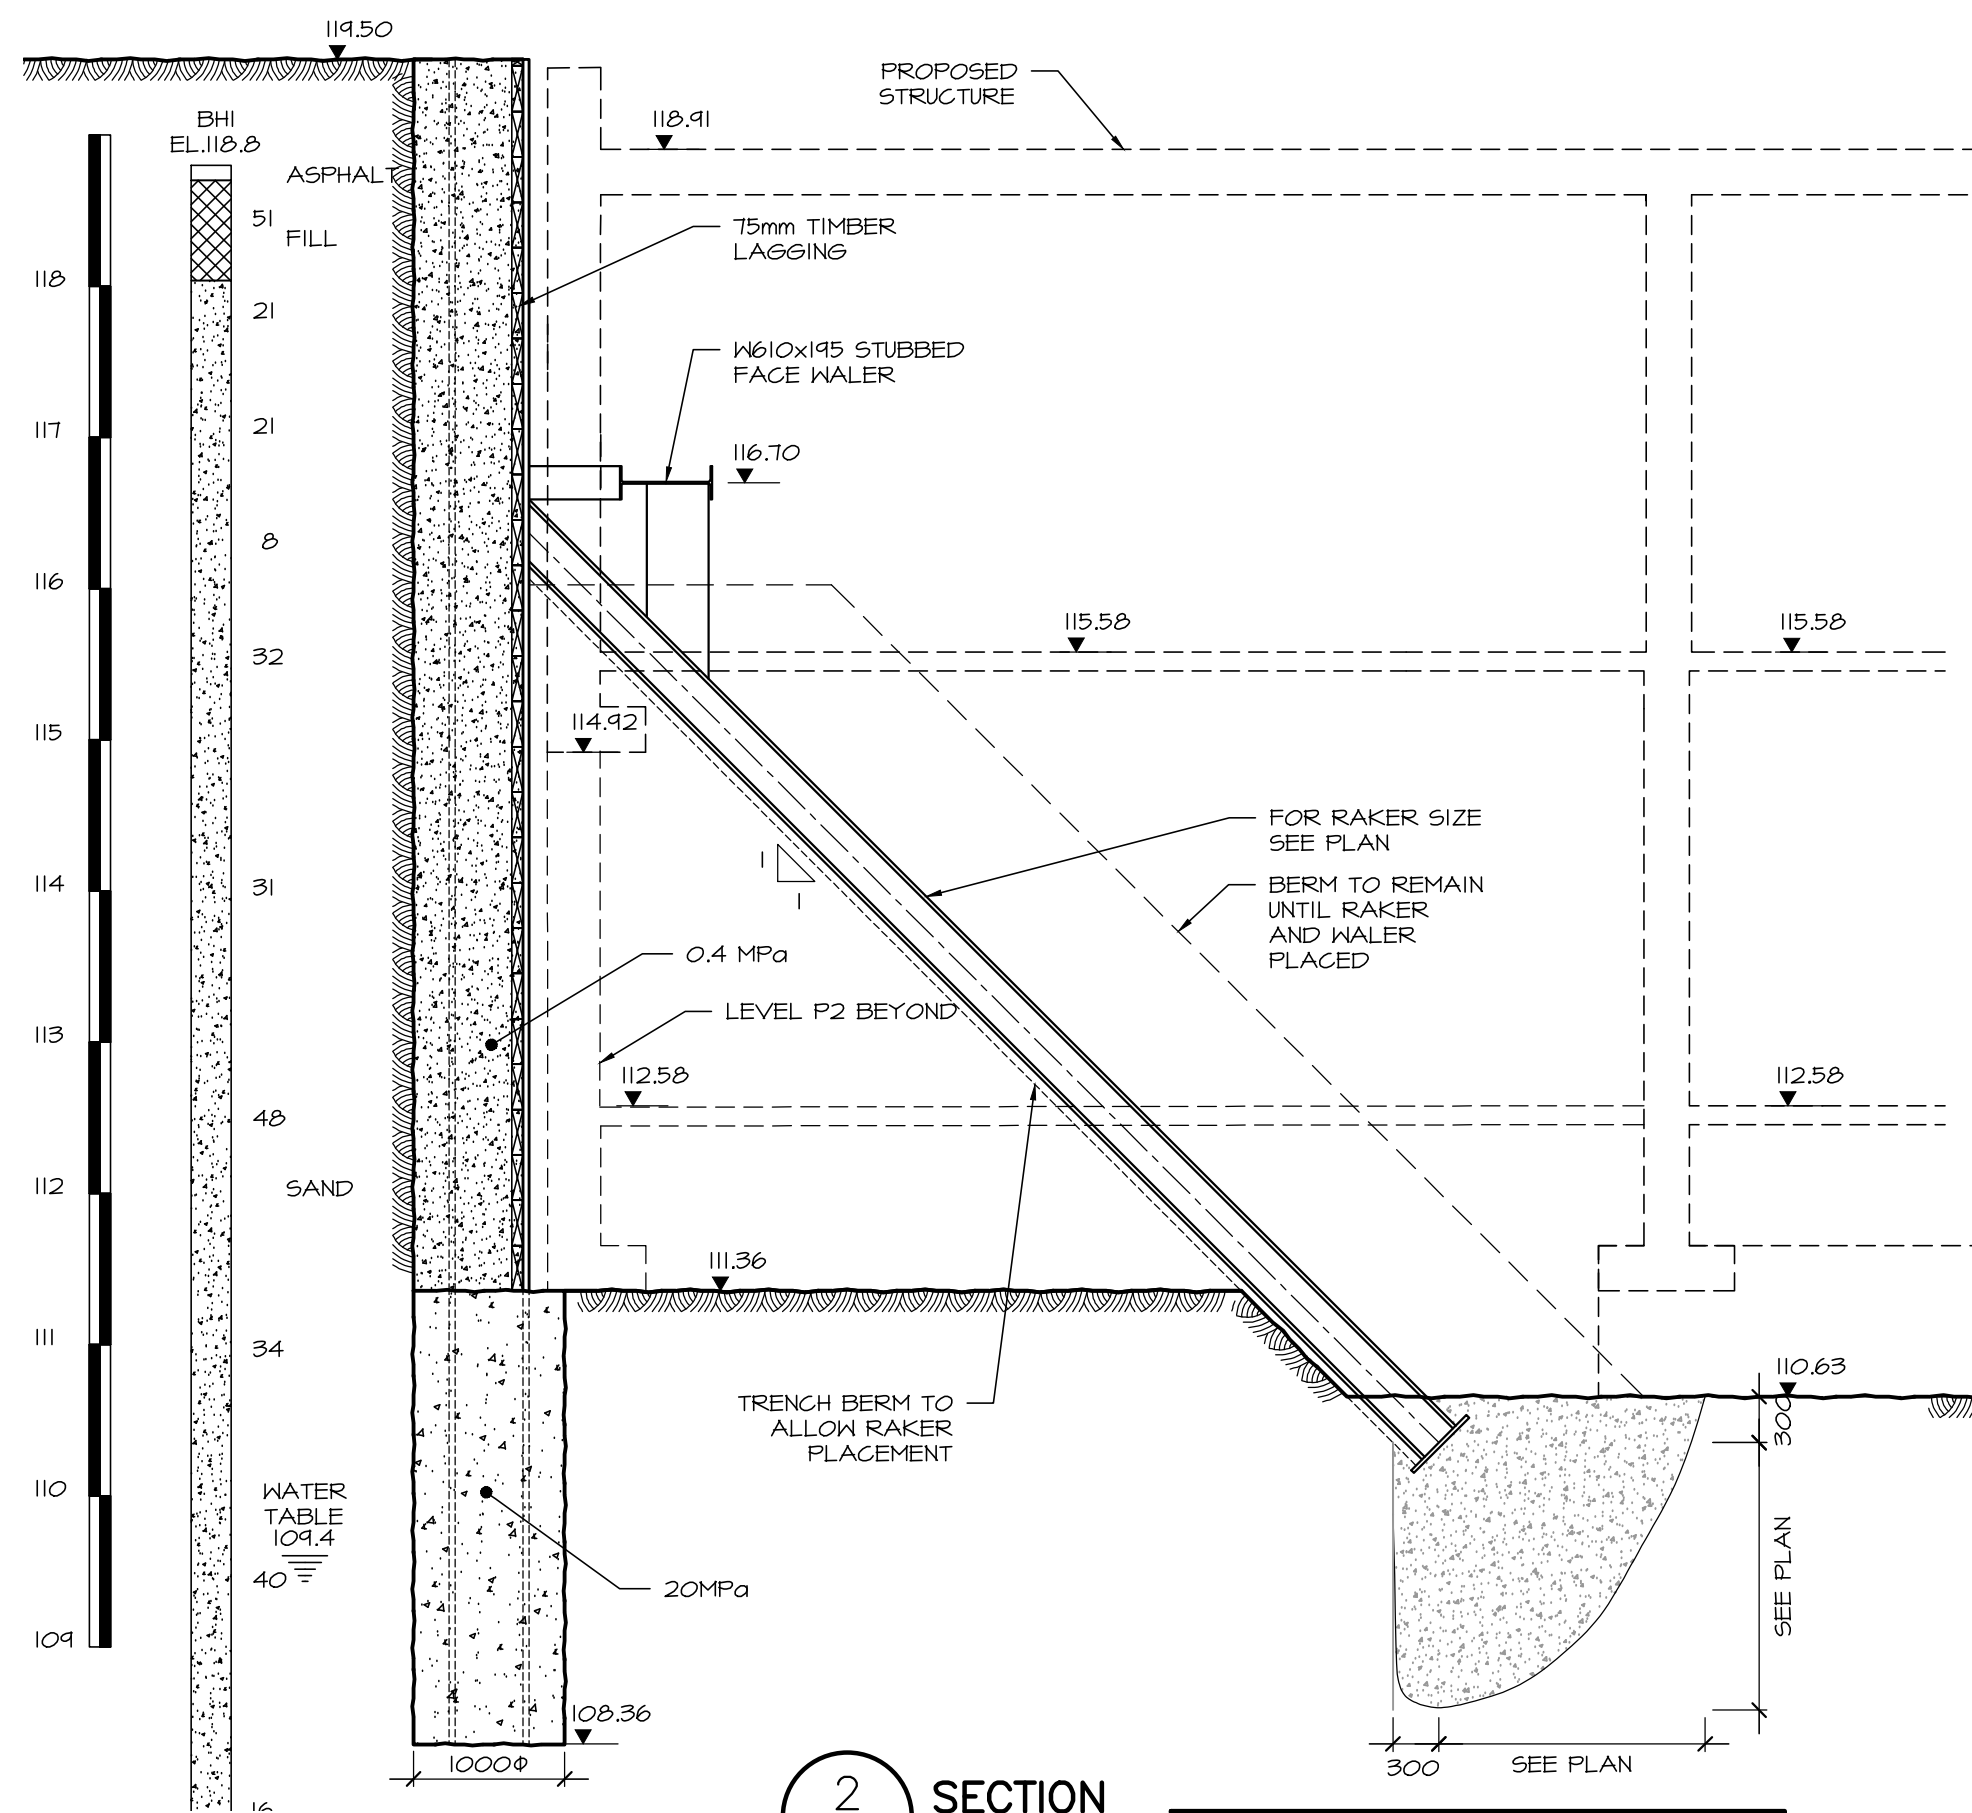 119.50
PROPOSED
STRUCTURE
BH1
EL.118.8
118.91
ASPHALT
51
FILL
75mm TIMBER
LAGGING
118
21
W610x195 STUBBED
FACE WALER
117
21
116.70
8
116
115.58
115.58
32
114.92
115
FOR RAKER SIZE
SEE PLAN
1
1
114
31
BERM TO REMAIN
UNTIL RAKER
AND WALER
PLACED
0.4 MPa
LEVEL P2 BEYOND
113
112.58
112.58
48
112
SAND
111.36
111
34
110.63
300
TRENCH BERM TO
ALLOW RAKER
PLACEMENT
110
WATER
TABLE
109.4
40
20MPa
SEE PLAN
109
108.36
1000Φ
300
SEE PLAN
2
SECTION
16